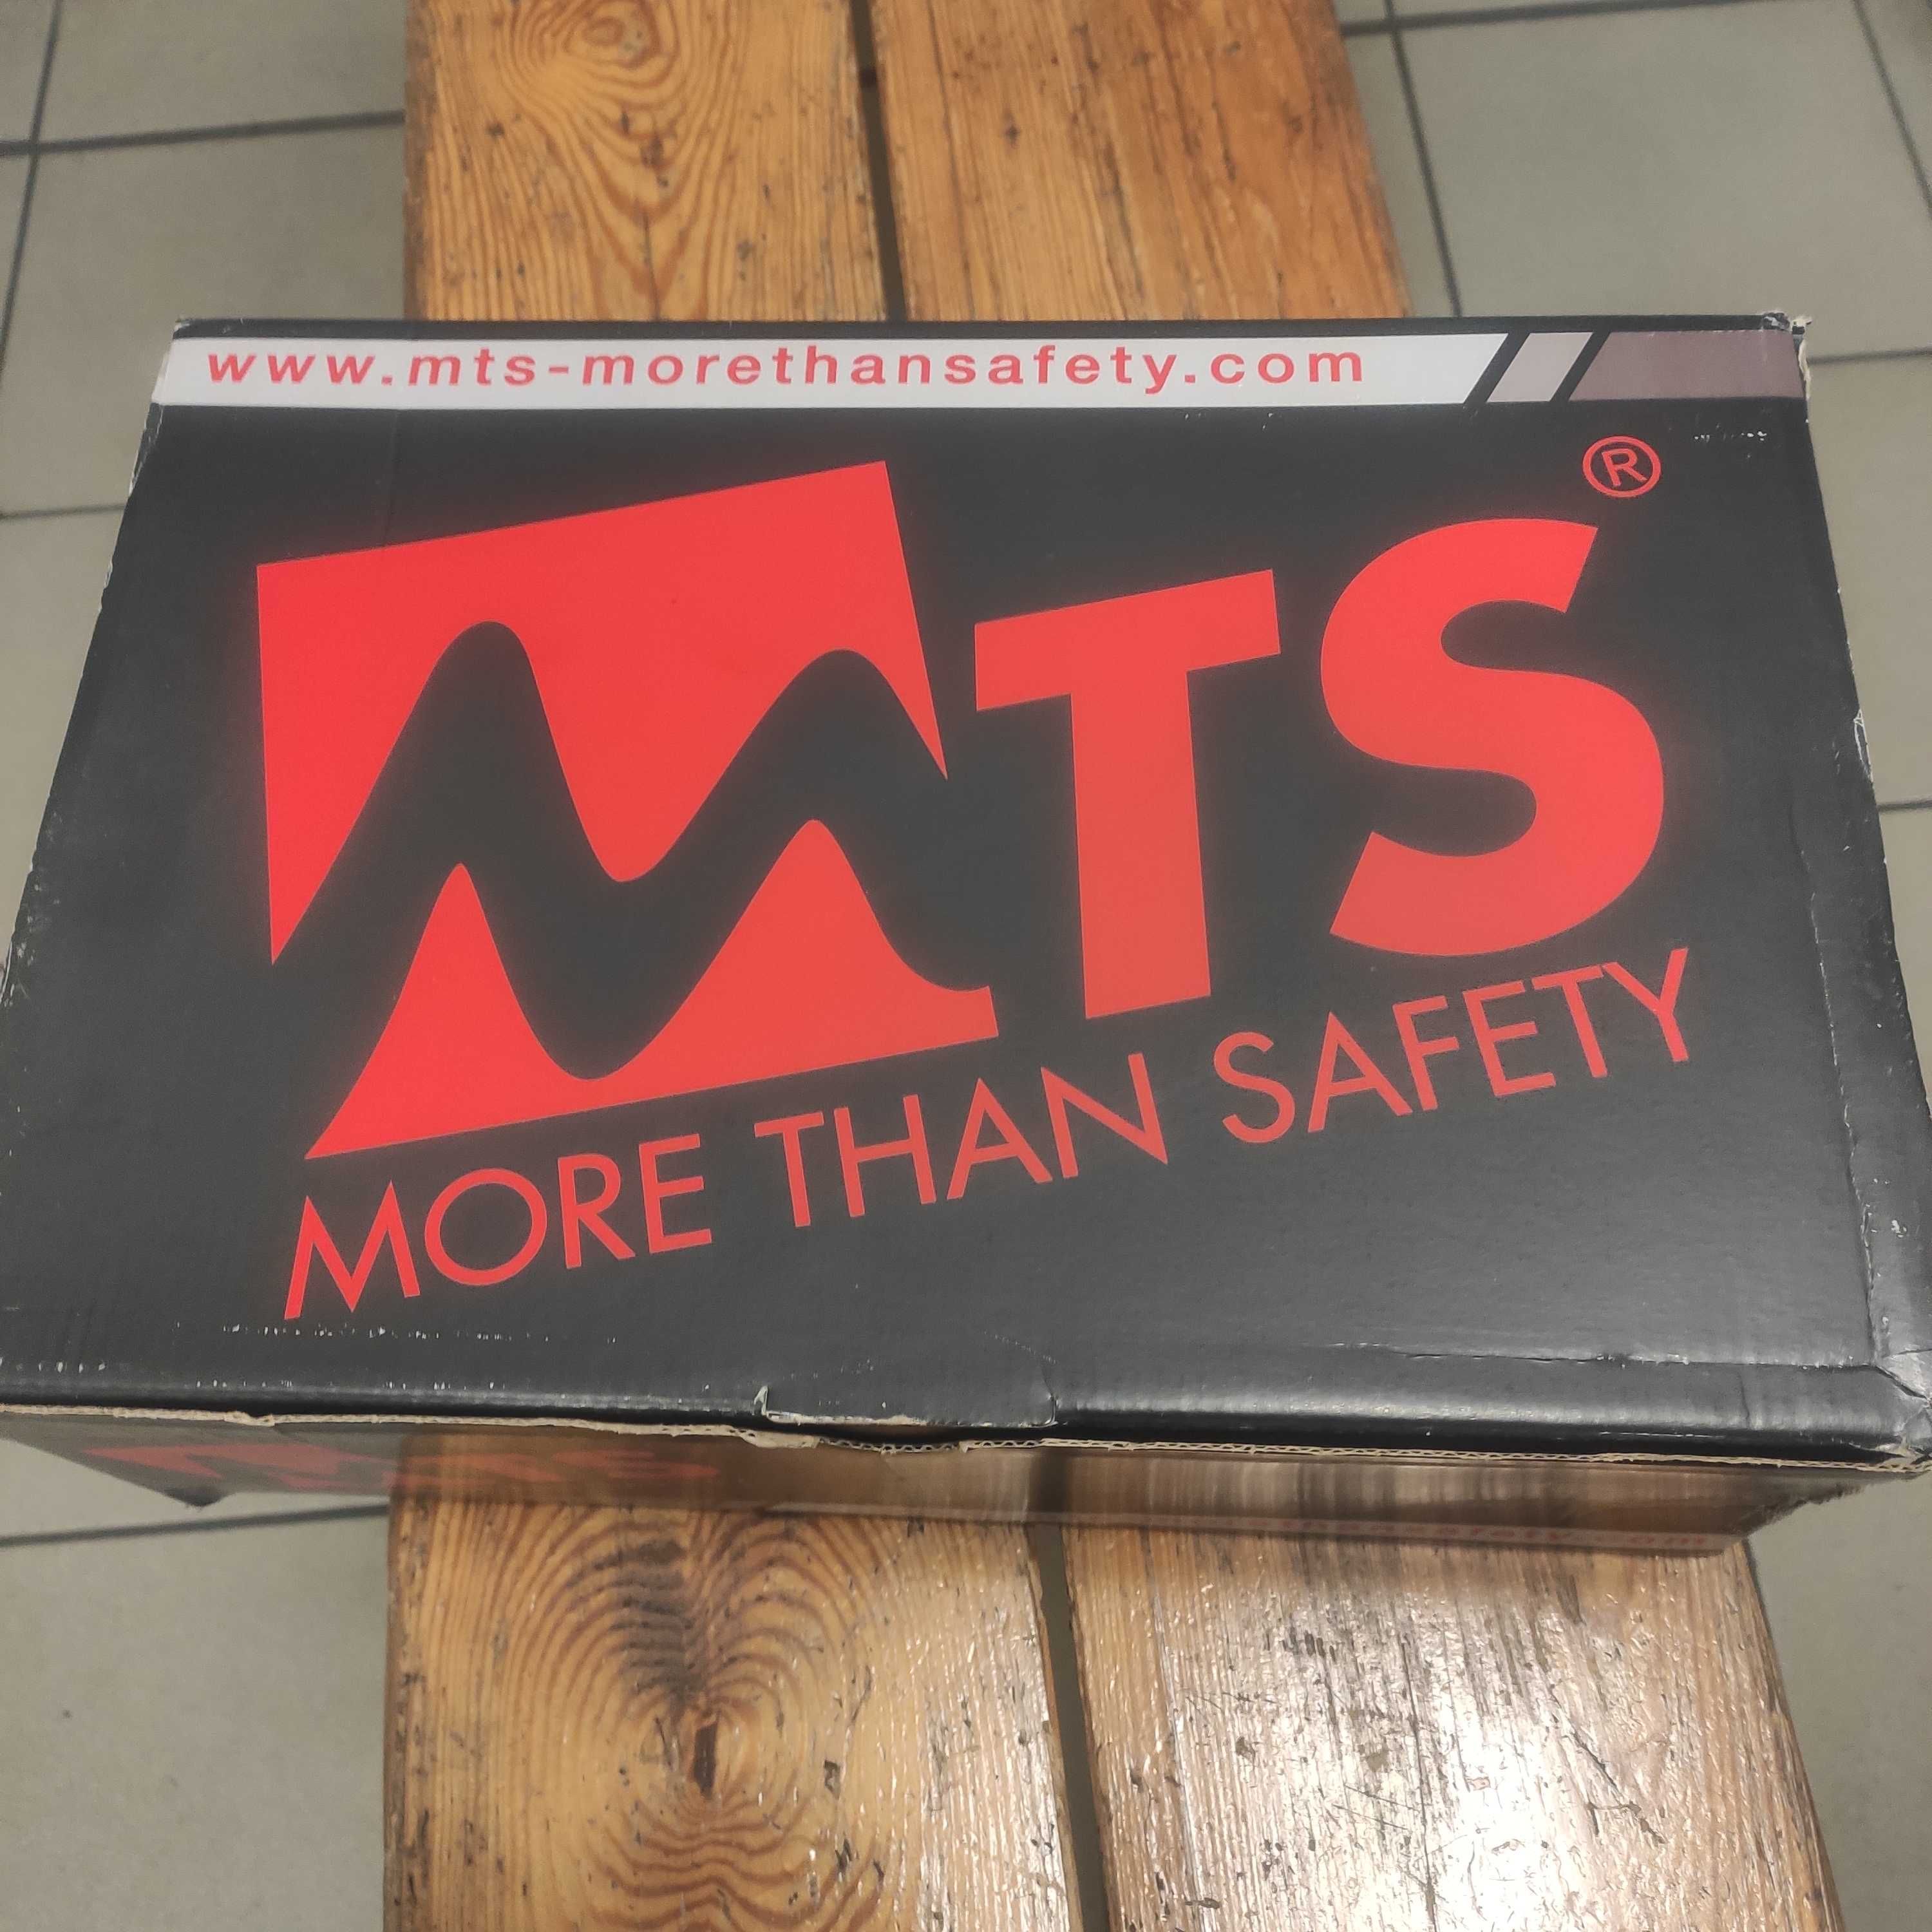 www.mts-morethansafety.com
MTS®
MORE THAN SAFETY